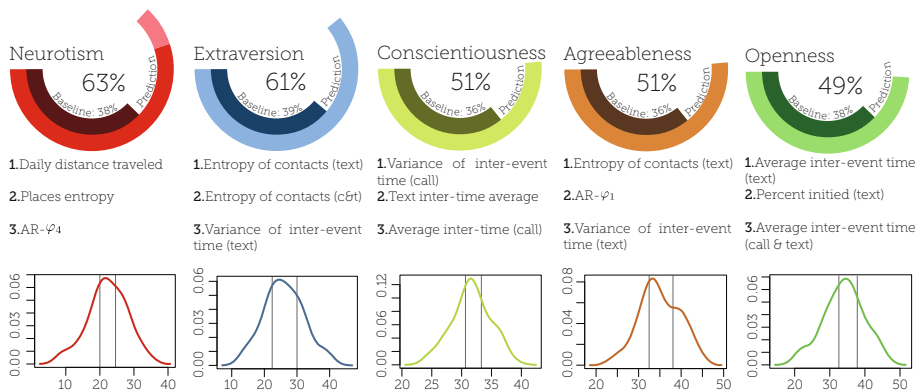 Neurotism
63%
Baseline: 38%
Prediction
1.Daily distance traveled
2.Places entropy
3.AR-φ4
0.00 0.03 0.06
10 20 30 40
Extraversion
61%
Baseline: 39%
Prediction
1.Entropy of contacts (text)
2.Entropy of contacts (c&t)
3.Variance of inter-event
time (text)
0.00 0.03 0.06
10 20 30 40
Conscientiousness
51%
Baseline: 36%
Prediction
1.Variance of inter-event
time (call)
2.Text inter-time average
3.Average inter-time (call)
0.00 0.06 0.12
20 25 30 35 40
Agreeableness
51%
Baseline: 36%
Prediction
1.Entropy of contacts (text)
2.AR-φ1
3.Variance of inter-event
time (text)
0.00 0.04 0.08
20 30 40 50
Openness
49%
Baseline: 38%
Prediction
1.Average inter-event time
(text)
2.Percent initied (text)
3.Average inter-event time
(call & text)
0.00 0.03 0.06
20 30 40 50